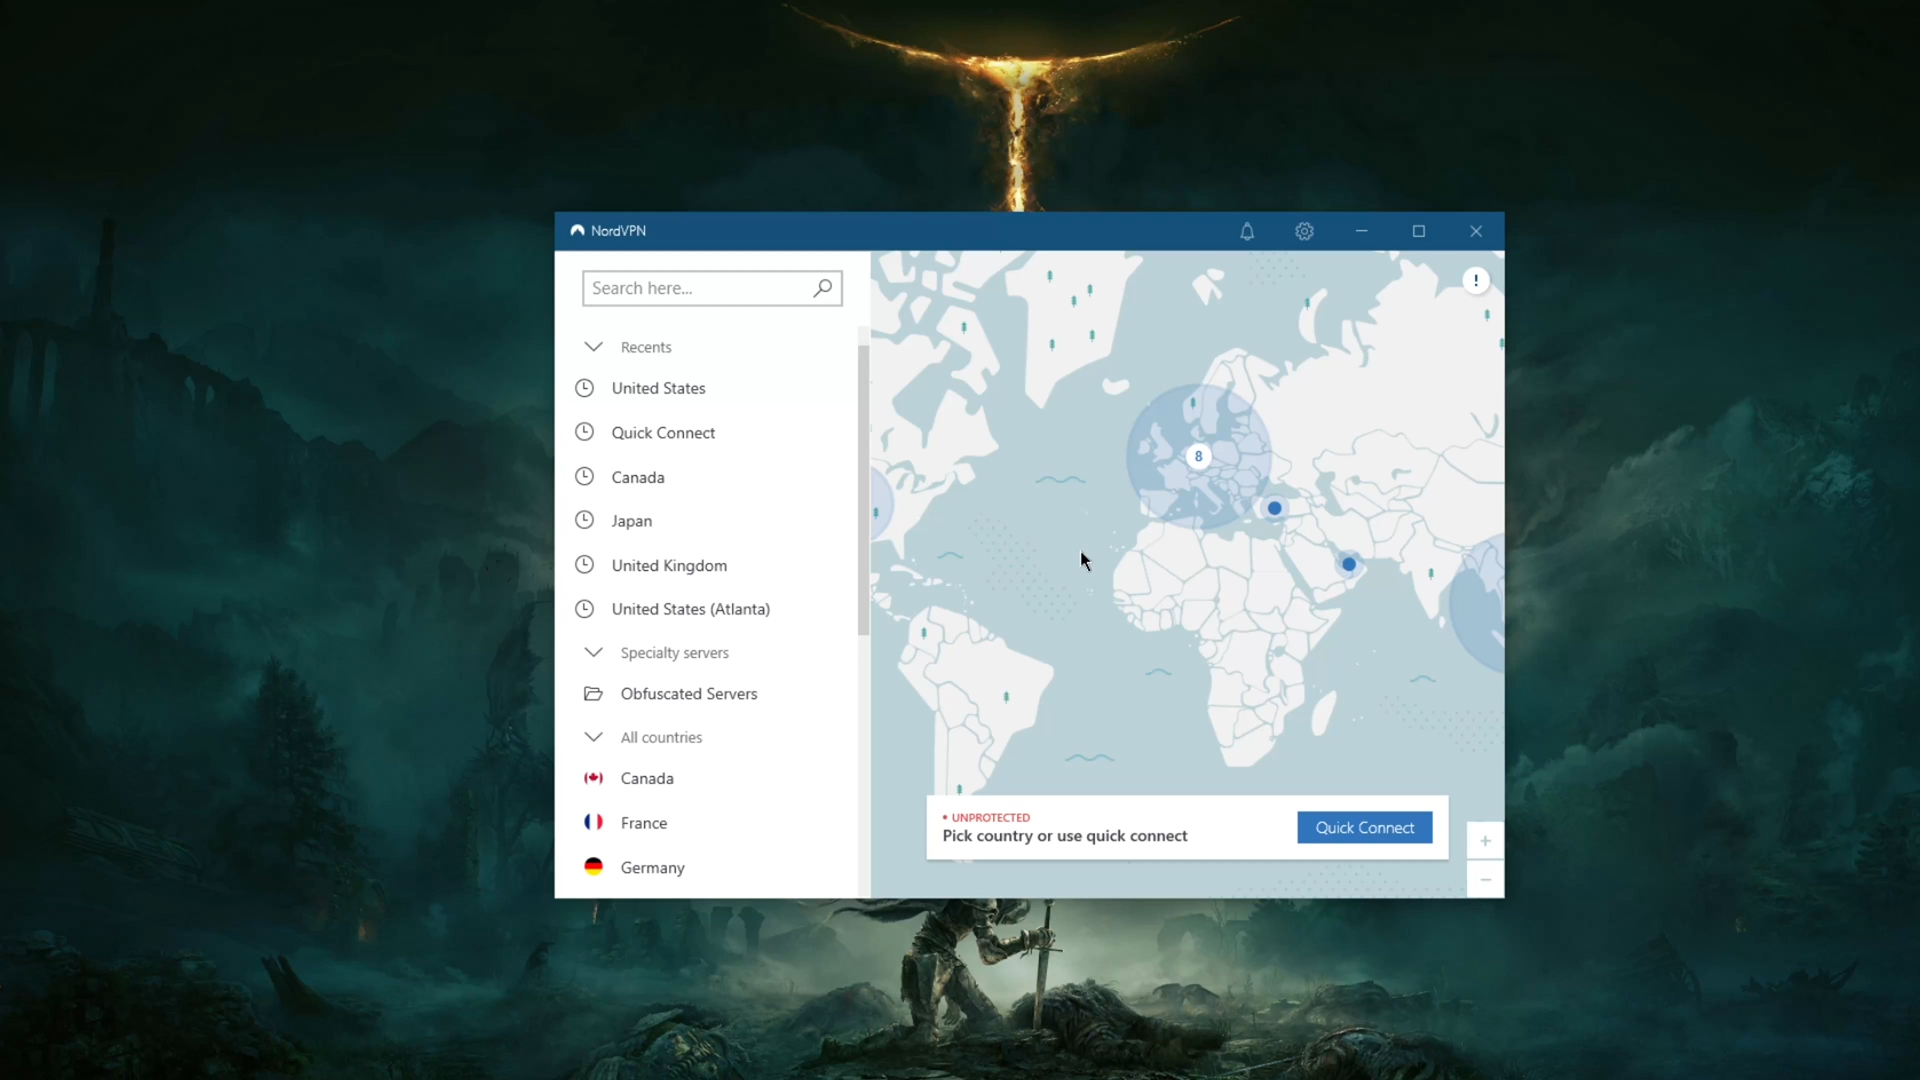 NordVPN
Search here...
Recents
United States
Quick Connect
Canada
Japan
United Kingdom
United States (Atlanta)
Specialty servers
Obfuscated Servers
All countries
Canada
France
Germany
!
8
UNPROTECTED
Pick country or use quick connect
Quick Connect
+
−